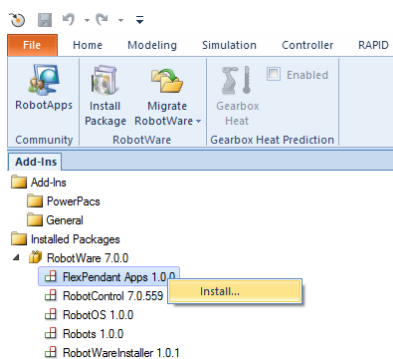 File Home Modeling Simulation Controller RAPID
RobotApps
Install Package
Migrate RobotWare
Gearbox Heat
Enabled
Community RobotWare Gearbox Heat Prediction
Add-Ins
Add-Ins
PowerPacs
General
Installed Packages
RobotWare 7.0.0
FlexPendant Apps 1.0.0
Install...
RobotControl 7.0.559
RobotOS 1.0.0
Robots 1.0.0
RobotWareInstaller 1.0.1